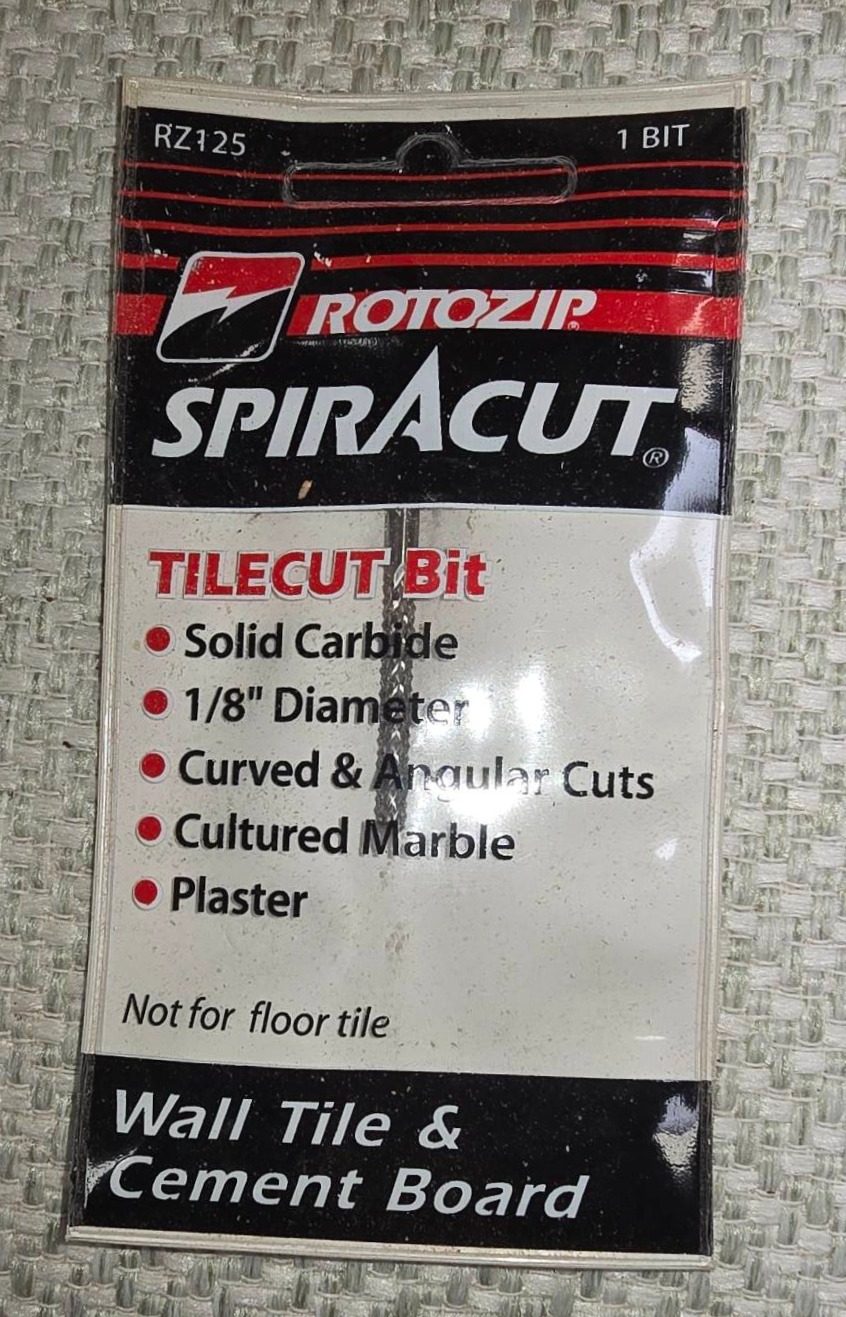 RZ125
1 BIT
ROTOZIP®
SPIRACUT®
TILECUT Bit
• Solid Carbide
• 1/8" Diameter
• Curved & Angular Cuts
• Cultured Marble
• Plaster
Not for floor tile
Wall Tile &
Cement Board